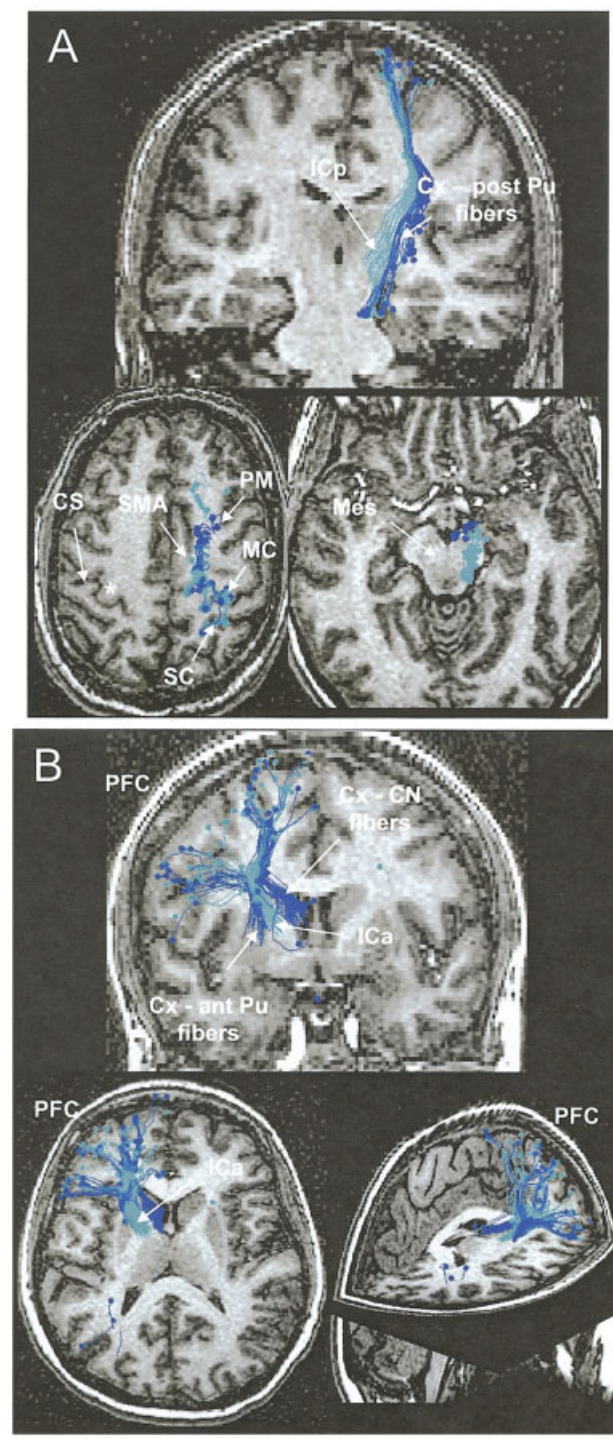 A
ICp
Cx – post Pu
fibers
CS
SMA
PM
MC
SC
*
Mes
B
PFC
Cx - CN
fibers
ICa
Cx - ant Pu
fibers
PFC
ICa
PFC